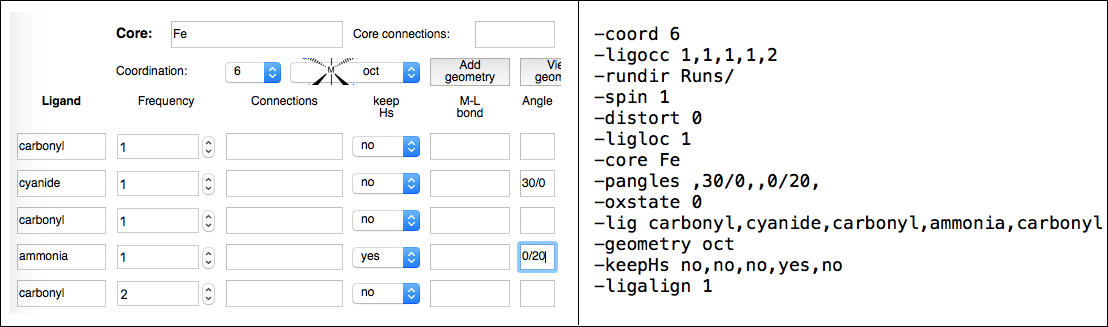 Core: Fe Core connections:
Coordination: 6 M oct Add geometry
Ligand Frequency Connections keep Hs M-L bond Angle
carbonyl 1 no
cyanide 1 no 30/0
carbonyl 1 no
ammonia 1 yes 0/20
carbonyl 2 no
-coord 6
-ligocc 1,1,1,1,2
-rundir Runs/
-spin 1
-distort 0
-ligloc 1
-core Fe
-pangles ,30/0,,0/20,
-oxstate 0
-lig carbonyl,cyanide,carbonyl,ammonia,carbonyl
-geometry oct
-keepHs no,no,no,yes,no
-ligalign 1